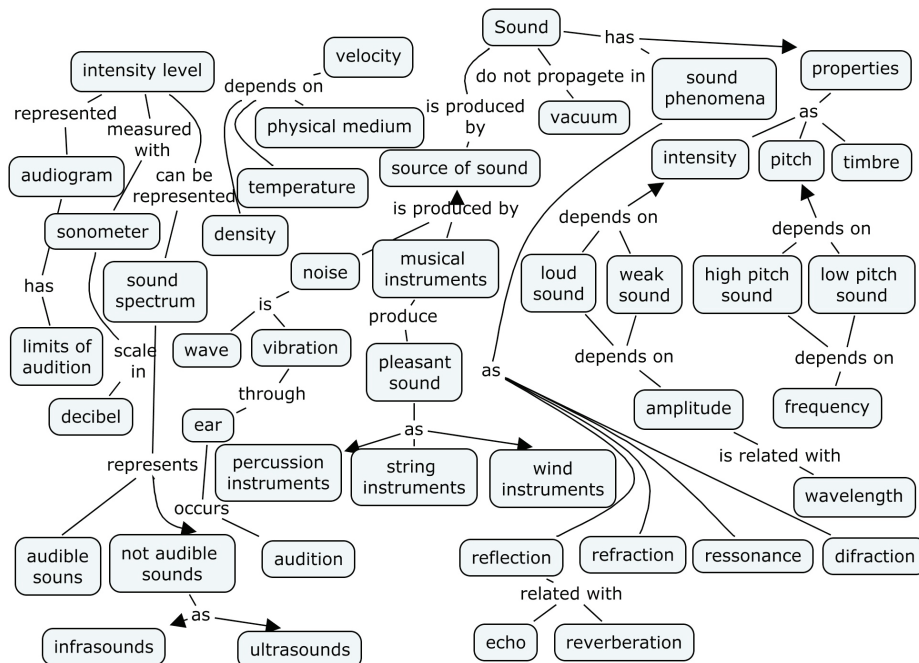 Sound
has
velocity
intensity level
properties
do not propagete in
sound
phenomena
depends on
represented
is produced
by
vacuum
as
measured
with
physical medium
intensity
pitch
timbre
audiogram
can be
represented
source of sound
temperature
is produced by
depends on
depends on
sonometer
density
noise
musical
instruments
loud
sound
weak
sound
high pitch
sound
low pitch
sound
sound
spectrum
has
is
produce
limits of
audition
scale
in
wave
vibration
pleasant
sound
as
depends on
depends on
through
decibel
ear
amplitude
frequency
as
is related with
represents
percussion
instruments
string
instruments
wind
instruments
wavelength
occurs
audible
souns
not audible
sounds
audition
reflection
refraction
ressonance
difraction
related with
as
infrasounds
ultrasounds
echo
reverberation